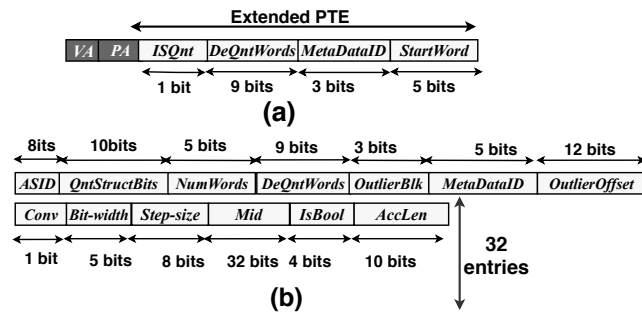 Extended PTE
VA PA ISQnt DeQntWords MetaDataID StartWord
1 bit 9 bits 3 bits 5 bits
(a)
8its 10bits 5 bits 9 bits 3 bits 5 bits 12 bits
ASID QntStructBits NumWords DeQntWords OutlierBlk MetaDataID OutlierOffset
Conv Bit-width Step-size Mid IsBool AccLen
1 bit 5 bits 8 bits 32 bits 4 bits 10 bits
32
entries
(b)